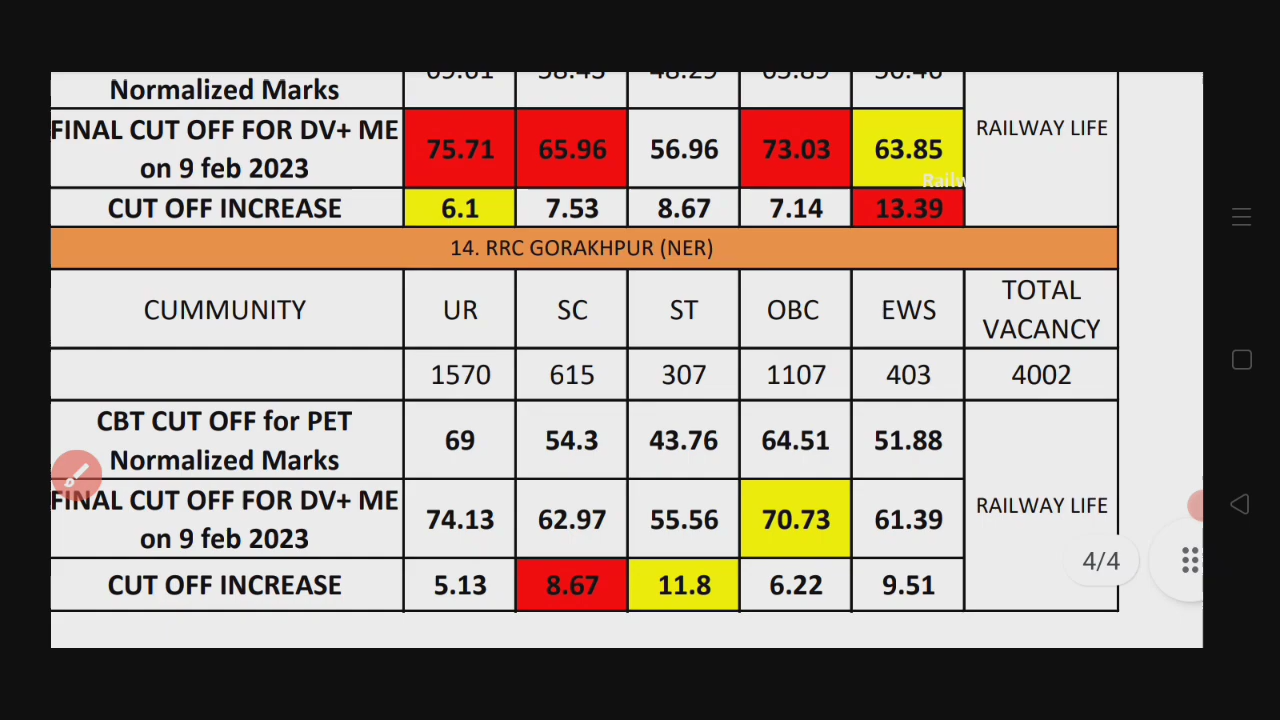 Normalized Marks
RAILWAY LIFE
FINAL CUT OFF FOR DV+ ME
on 9 feb 2023
75.71 65.96 56.96 73.03 63.85
CUT OFF INCREASE 6.1 7.53 8.67 7.14 13.39
14. RRC GORAKHPUR (NER)
CUMMUNITY UR SC ST OBC EWS TOTAL
VACANCY
1570 615 307 1107 403 4002
CBT CUT OFF for PET
Normalized Marks
69 54.3 43.76 64.51 51.88
FINAL CUT OFF FOR DV+ ME
on 9 feb 2023
74.13 62.97 55.56 70.73 61.39
RAILWAY LIFE
CUT OFF INCREASE 5.13 8.67 11.8 6.22 9.51
4/4